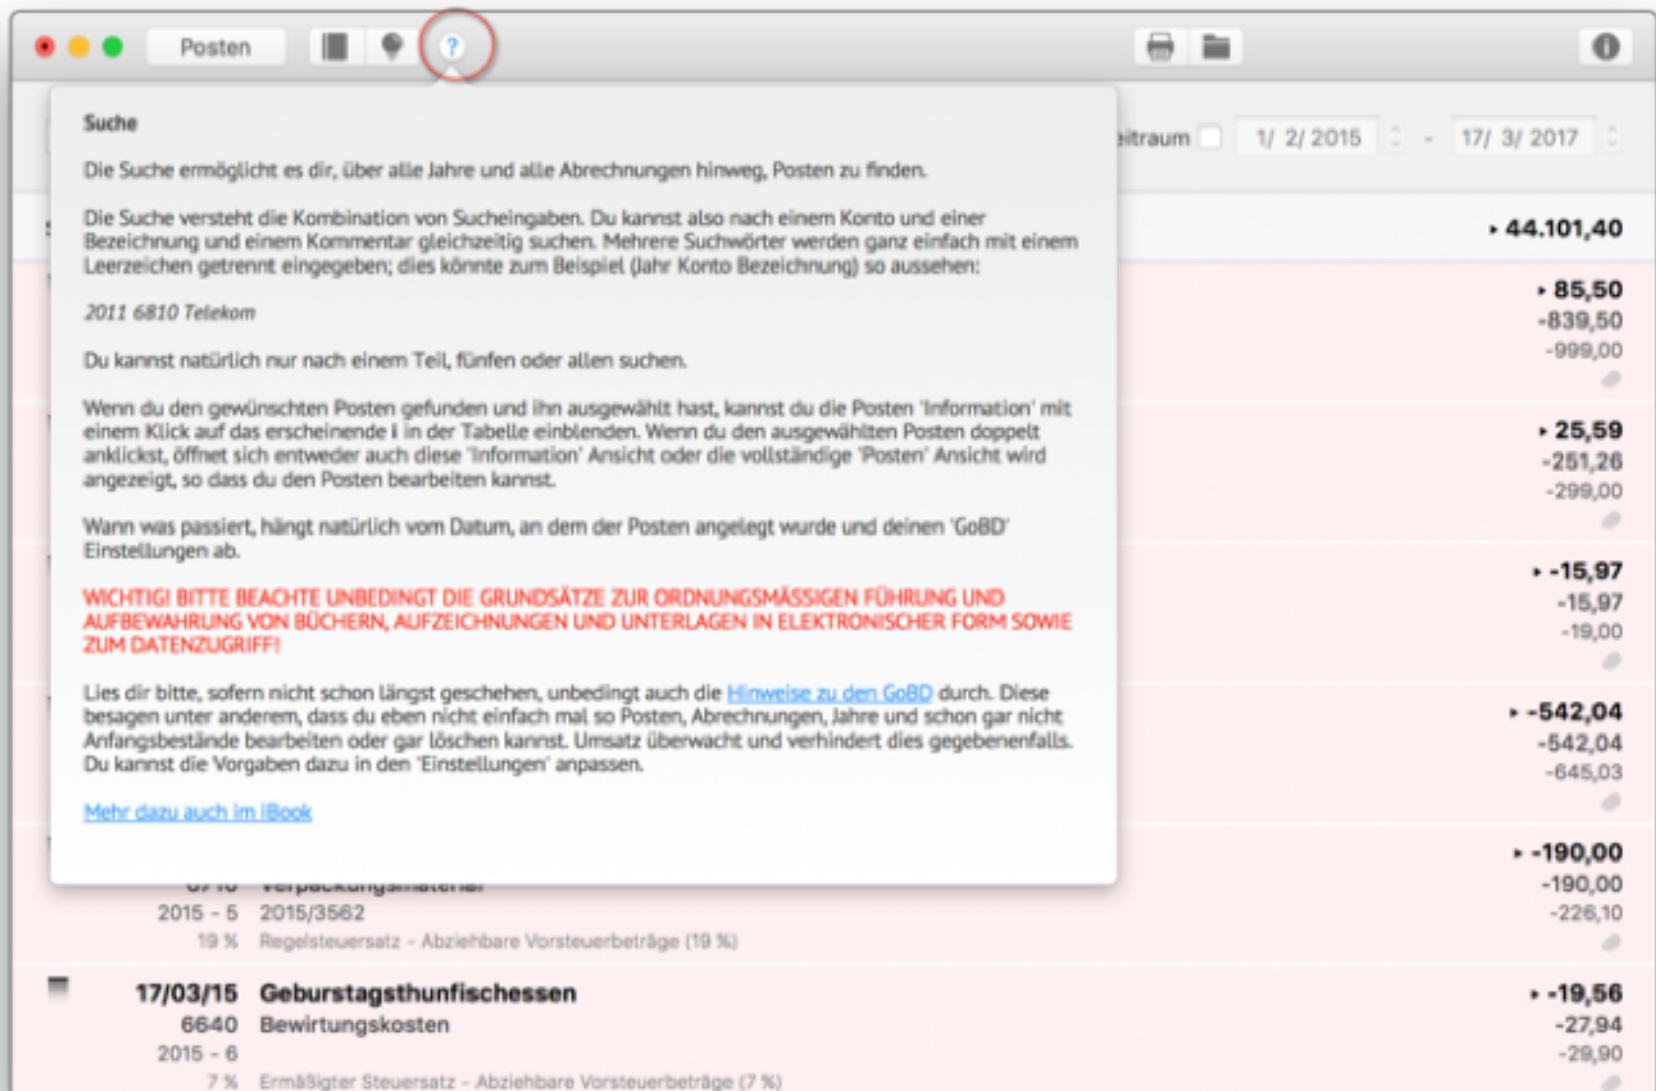 Posten
?
Suche
Die Suche ermöglicht es dir, über alle Jahre und alle Abrechnungen hinweg, Posten zu finden.
Die Suche versteht die Kombination von Sucheingaben. Du kannst also nach einem Konto und einer
Bezeichnung und einem Kommentar gleichzeitig suchen. Mehrere Suchwörter werden ganz einfach mit einem
Leerzeichen getrennt eingegeben; dies könnte zum Beispiel (Jahr Konto Bezeichnung) so aussehen:
2011 6810 Telekom
Du kannst natürlich nur nach einem Teil, fünfen oder allen suchen.
Wenn du den gewünschten Posten gefunden und ihn ausgewählt hast, kannst du die Posten 'Information' mit
einem Klick auf das erscheinende i in der Tabelle einblenden. Wenn du den ausgewählten Posten doppelt
anklickst, öffnet sich entweder auch diese 'Information' Ansicht oder die vollständige 'Posten' Ansicht wird
angezeigt, so dass du den Posten bearbeiten kannst.
Wann was passiert, hängt natürlich vom Datum, an dem der Posten angelegt wurde und deinen 'GoBD'
Einstellungen ab.
WICHTIG! BITTE BEACHTE UNBEDINGT DIE GRUNDSÄTZE ZUR ORDNUNGSMÄSSIGEN FÜHRUNG UND
AUFBEWAHRUNG VON BÜCHERN, AUFZEICHNUNGEN UND UNTERLAGEN IN ELEKTRONISCHER FORM SOWIE
ZUM DATENZUGRIFF!
Lies dir bitte, sofern nicht schon längst geschehen, unbedingt auch die Hinweise zu den GoBD durch. Diese
besagen unter anderem, dass du eben nicht einfach mal so Posten, Abrechnungen, Jahre und schon gar nicht
Anfangsbestände bearbeiten oder gar löschen kannst. Umsatz überwacht und verhindert dies gegebenenfalls.
Du kannst die Vorgaben dazu in den 'Einstellungen' anpassen.
Mehr dazu auch im iBook
eitraum 1/ 2/ 2015 - 17/ 3/ 2017
44.101,40
85,50
-839,50
-999,00
25,59
-251,26
-299,00
-15,97
-15,97
-19,00
-542,04
-542,04
-645,03
-190,00
6710 Verpackungsmaterial -190,00
2015 - 5 2015/3562 -226,10
19 % Regelsteuersatz - Abziehbare Vorsteuerbeträge (19 %)
17/03/15 Geburstagsthunfischessen -19,56
6640 Bewirtungskosten -27,94
2015 - 6 -29,90
7 % Ermäßigter Steuersatz - Abziehbare Vorsteuerbeträge (7 %)